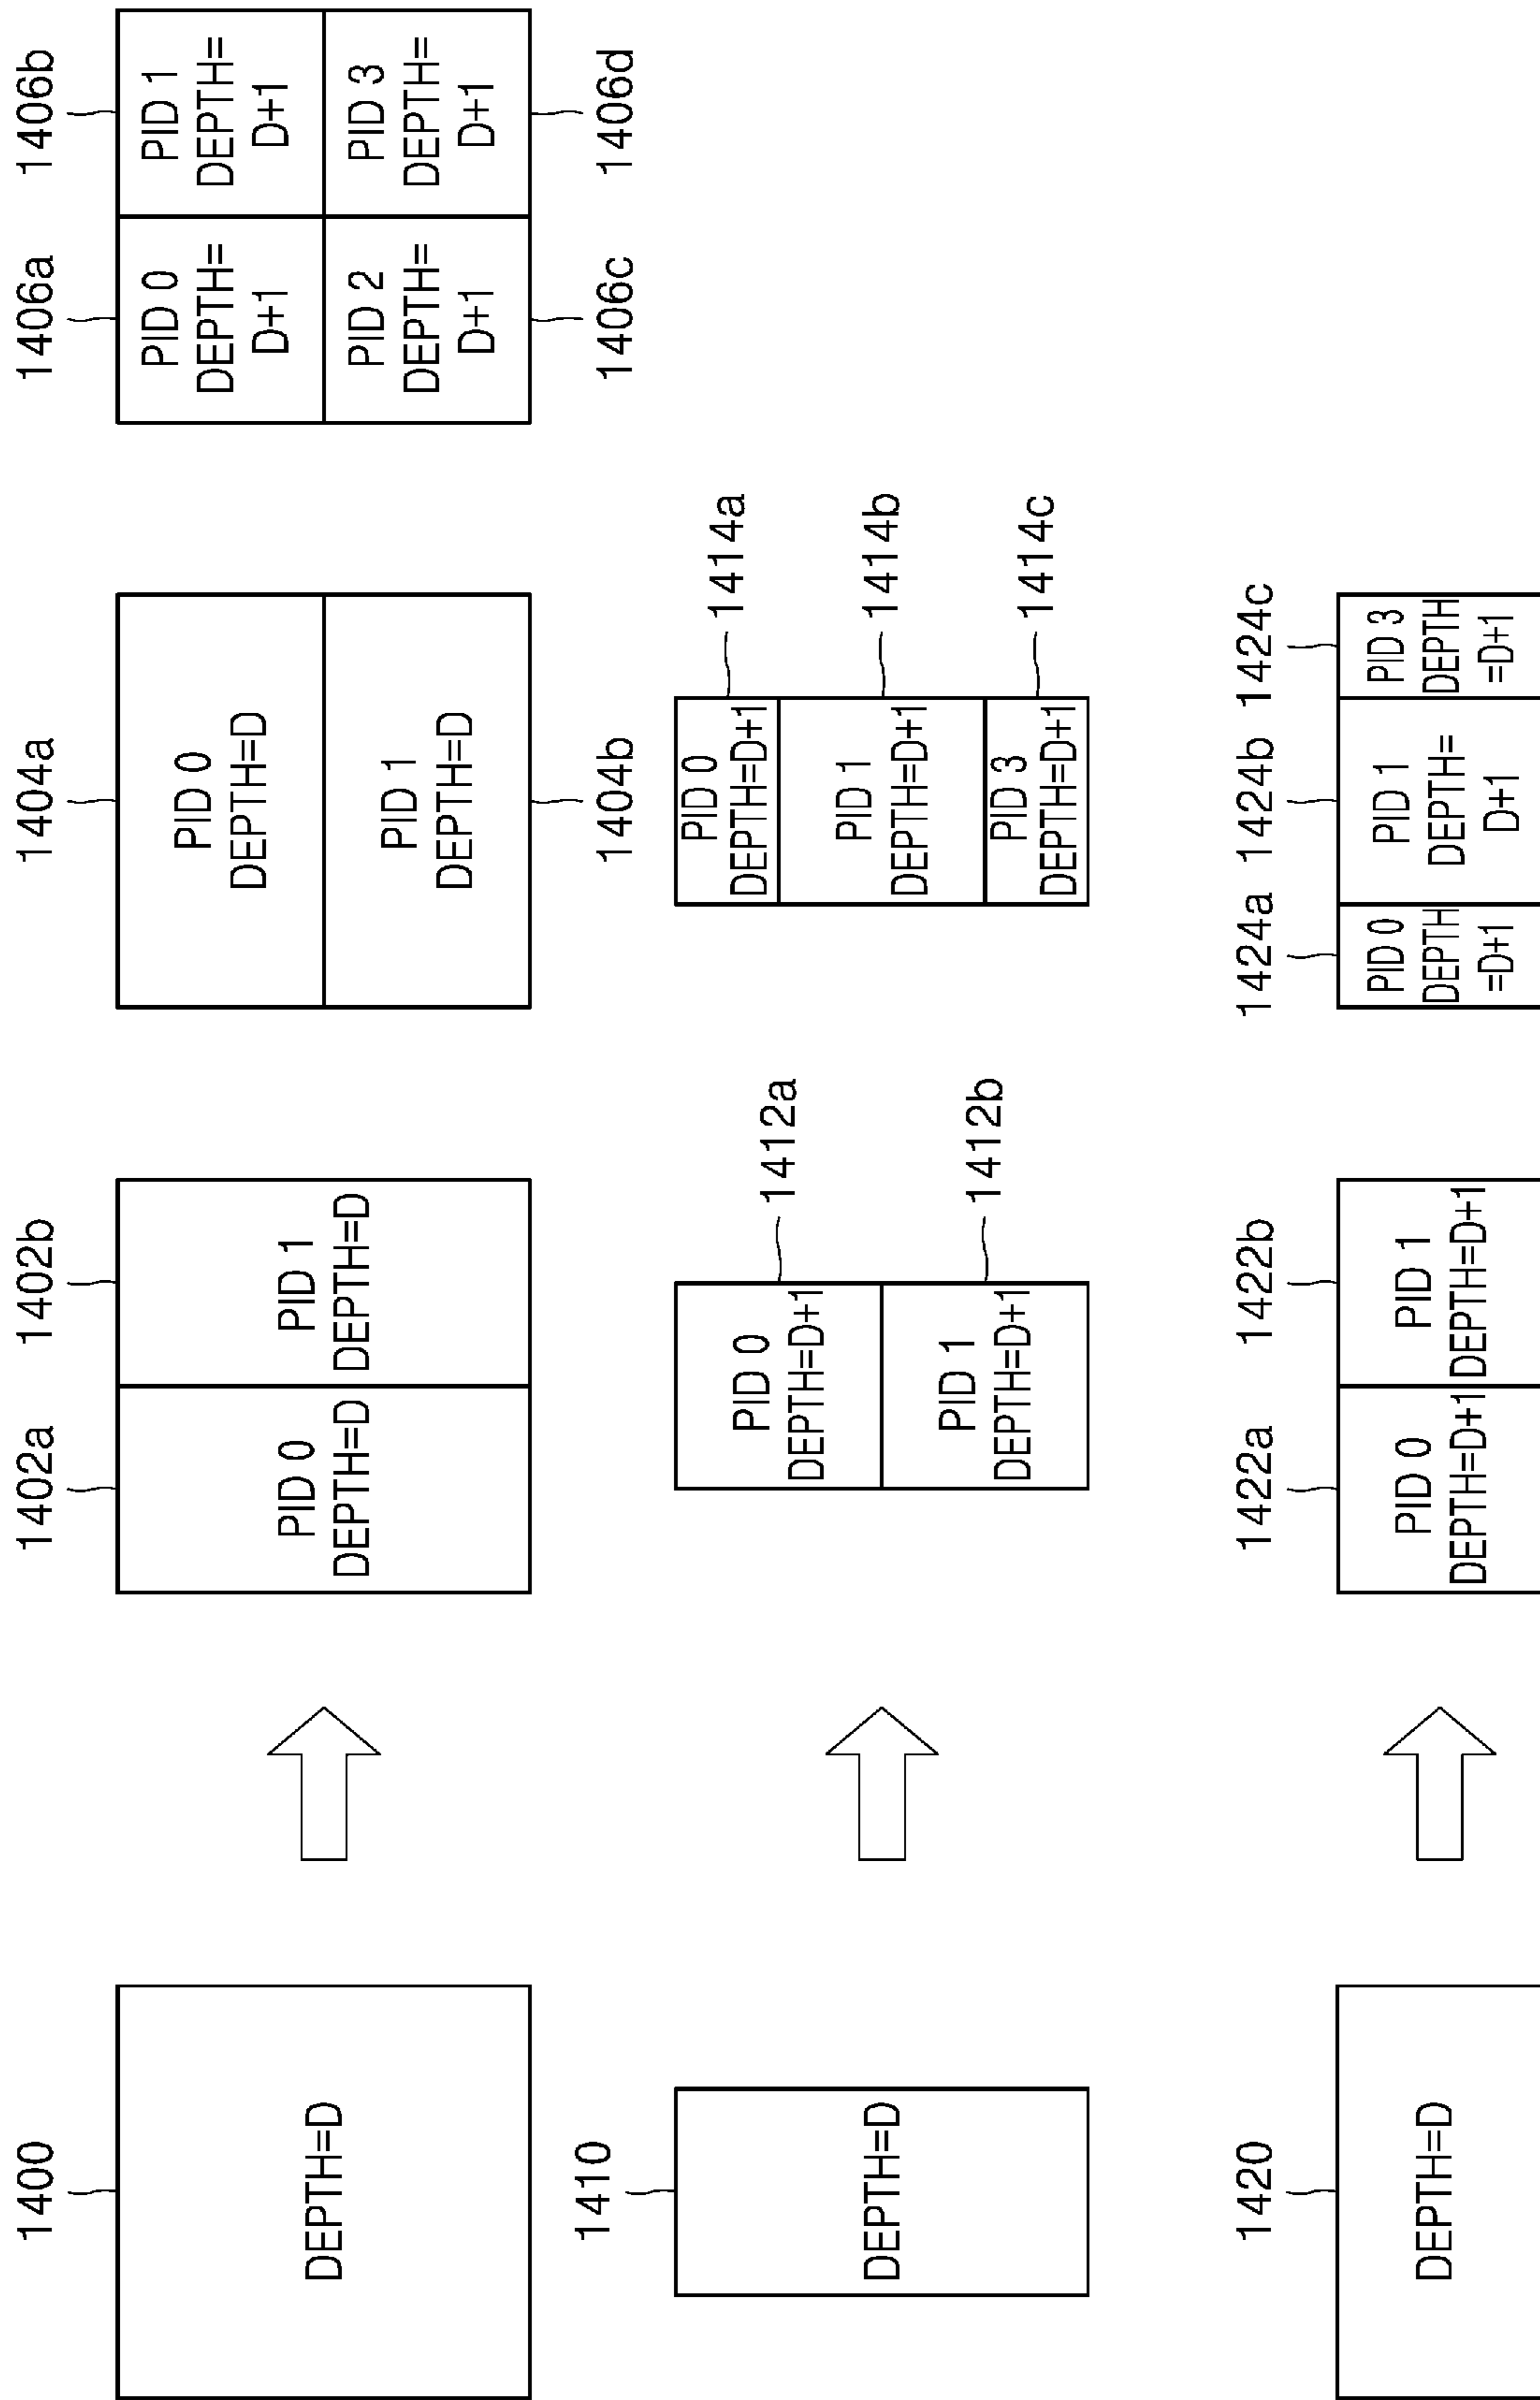 1400
DEPTH=D
1402a
1402b
PID 0
DEPTH=D
PID 1
DEPTH=D
1404a
PID 0
DEPTH=D
PID 1
DEPTH=D
1404b
1406a
1406b
PID 0
DEPTH=
D+1
PID 1
DEPTH=
D+1
PID 2
DEPTH=
D+1
PID 3
DEPTH=
D+1
1406c
1406d
1410
DEPTH=D
PID 0
DEPTH=D+1
1412a
PID 1
DEPTH=D+1
1412b
PID 0
DEPTH=D+1
1414a
PID 1
DEPTH=D+1
1414b
PID 3
DEPTH=D+1
1414c
1420
DEPTH=D
1422a
1422b
PID 0
DEPTH=D+1
PID 1
DEPTH=D+1
1424a
1424b
1424c
PID 0
DEPTH
=D+1
PID 1
DEPTH=
D+1
PID 3
DEPTH
=D+1